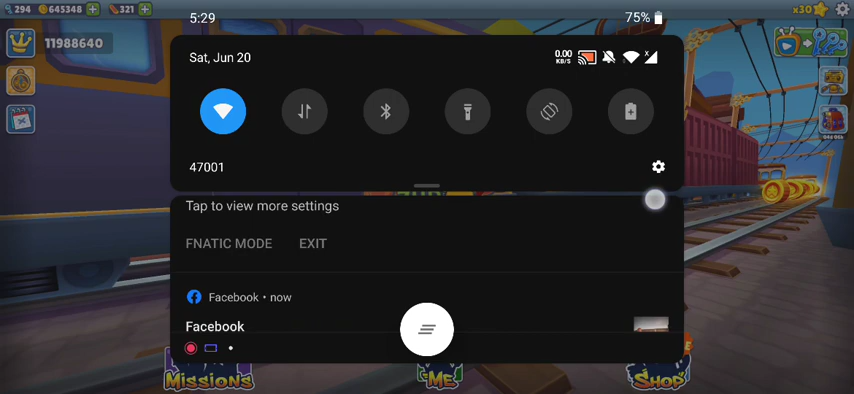 294 645348 321
x30
5:29
75%
11988640
Sat, Jun 20
0.00
KB/S
47001
Tap to view more settings
FNATIC MODE EXIT
Facebook • now
Facebook
MISSIONS
ME
SHOP